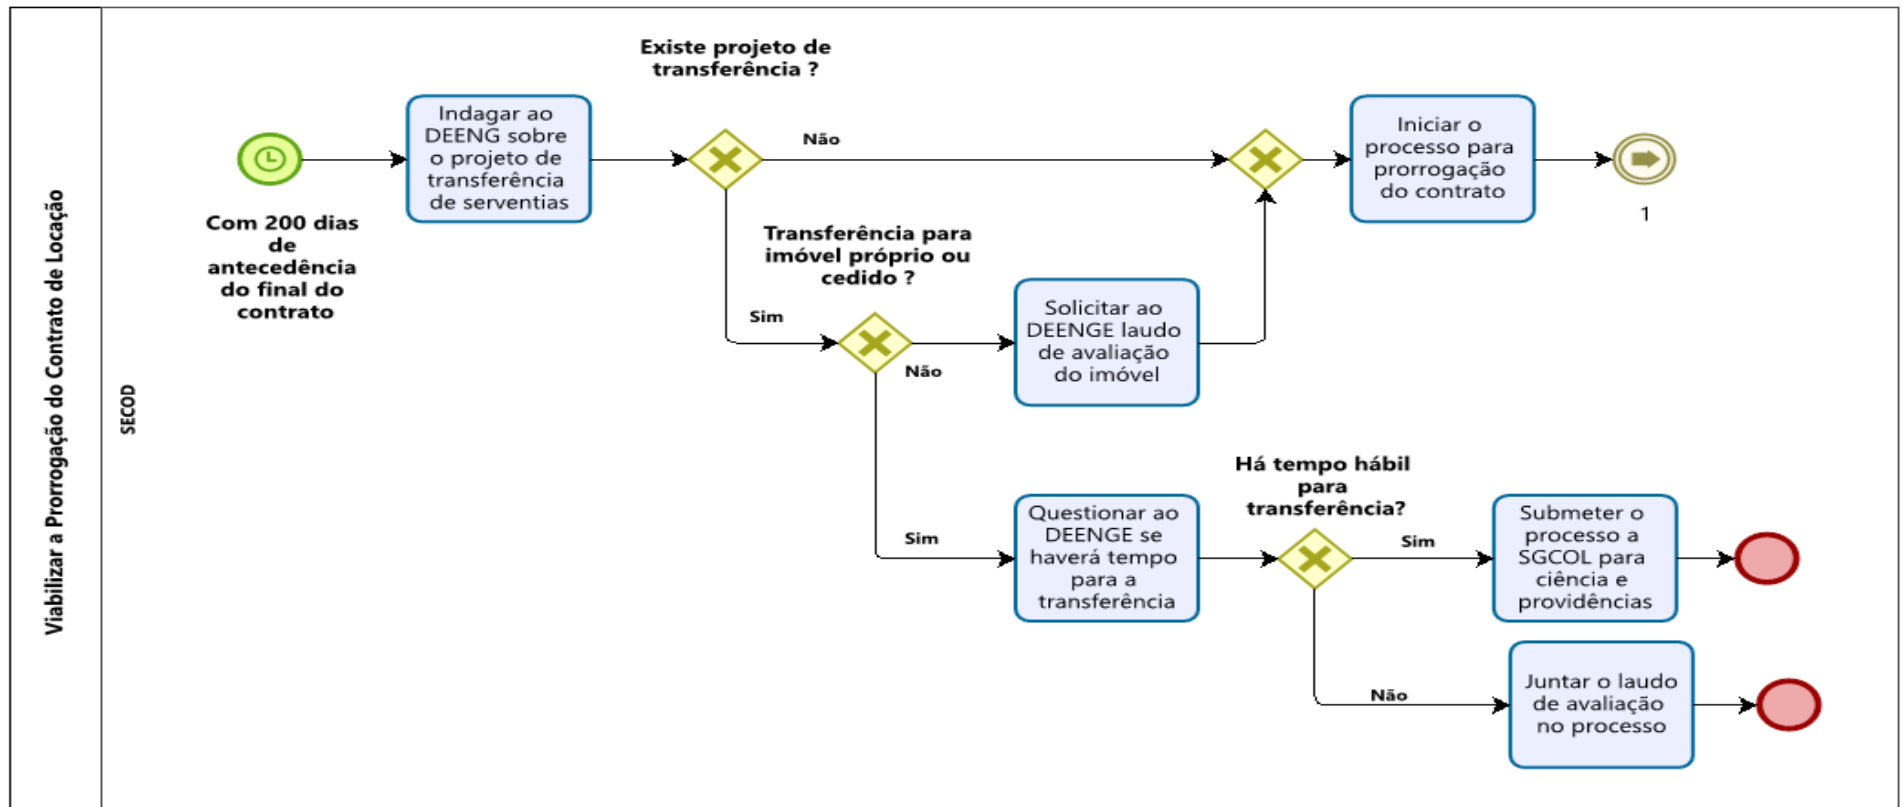 Viabilizar a Prorrogação do Contrato de Locação
SECOD
Com 200 dias
de
antecedência
do final do
contrato
Indagar ao
DEENG sobre
o projeto de
transferência
de serventias
Existe projeto de
transferência ?
Não
Sim
Transferência para
imóvel próprio ou
cedido ?
Não
Sim
Solicitar ao
DEENGE laudo
de avaliação
do imóvel
Iniciar o
processo para
prorrogação
do contrato
1
Questionar ao
DEENGE se
haverá tempo
para a
transferência
Há tempo hábil
para
transferência?
Sim
Não
Submeter o
processo a
SGCOL para
ciência e
providências
Juntar o laudo
de avaliação
no processo